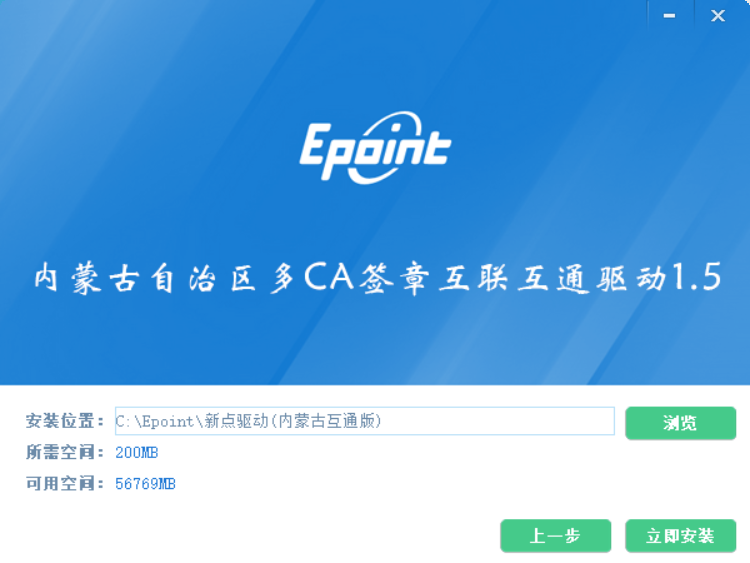 Epoint
内蒙古自治区多CA签章互联互通驱动1.5
安装位置： C:\Epoint\新点驱动(内蒙古互通版) 浏览
所需空间： 200MB
可用空间： 56769MB
上一步 立即安装